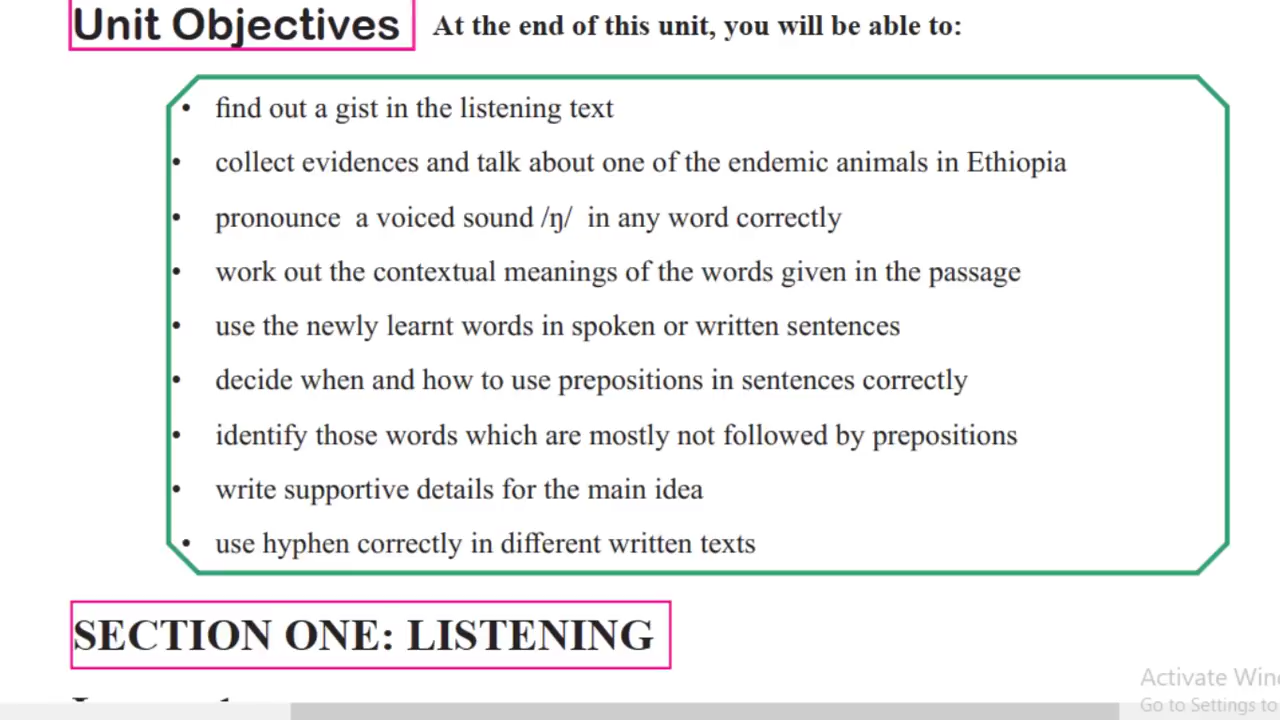 Unit Objectives At the end of this unit, you will be able to:
• find out a gist in the listening text
• collect evidences and talk about one of the endemic animals in Ethiopia
• pronounce a voiced sound /ŋ/ in any word correctly
• work out the contextual meanings of the words given in the passage
• use the newly learnt words in spoken or written sentences
• decide when and how to use prepositions in sentences correctly
• identify those words which are mostly not followed by prepositions
• write supportive details for the main idea
• use hyphen correctly in different written texts
SECTION ONE: LISTENING
Activate Win
Go to Settings to